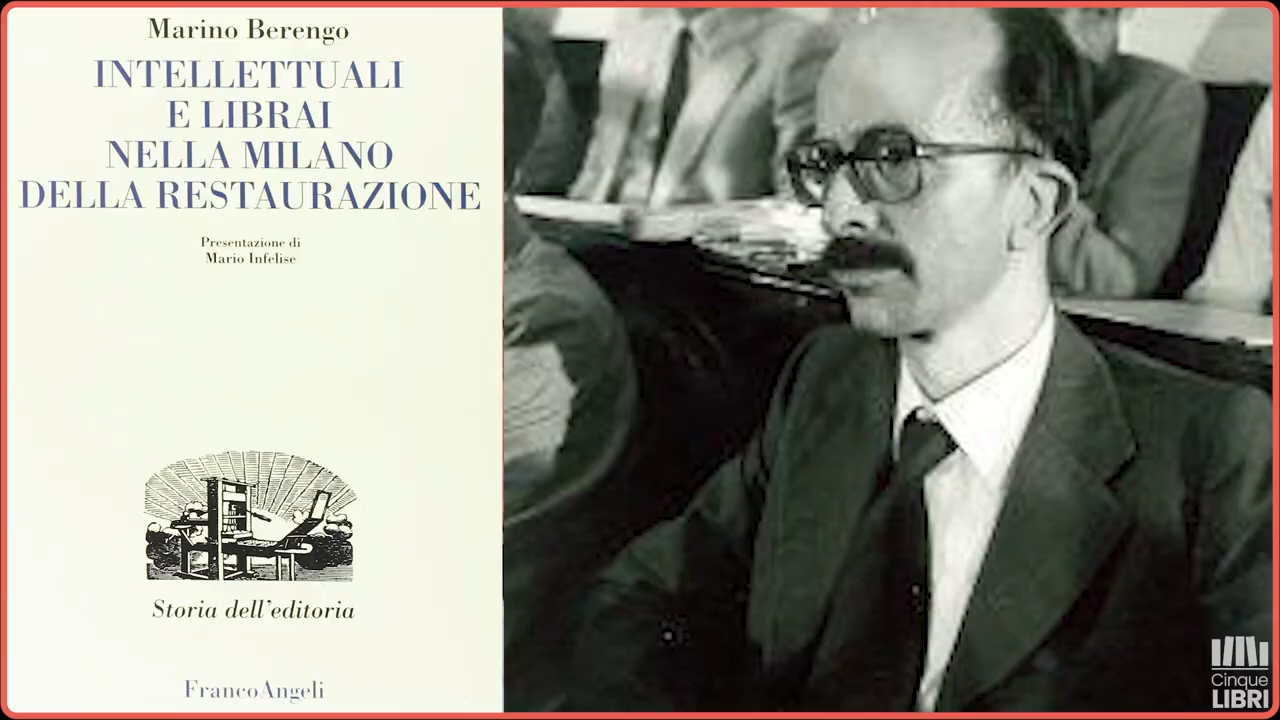 Marino Berengo
INTELLETTUALI
E LIBRAI
NELLA MILANO
DELLA RESTAURAZIONE
Presentazione di
Mario Infelise
Storia dell'editoria
FrancoAngeli
Cinque
LIBRI